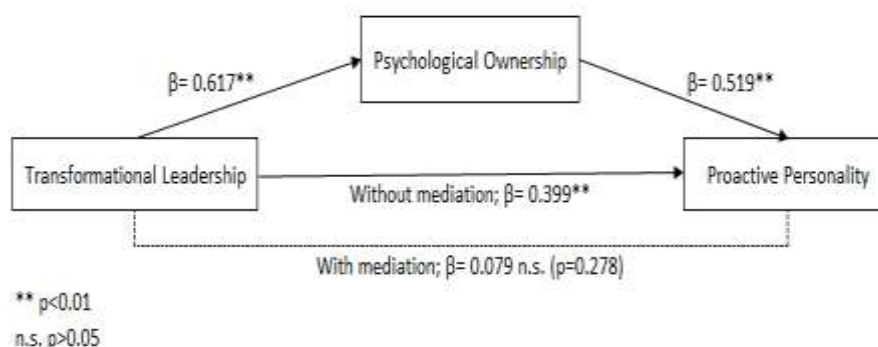 Psychological Ownership
β= 0.617**
β= 0.519**
Transformational Leadership
Proactive Personality
Without mediation; β= 0.399**
With mediation; β= 0.079 n.s. (p=0.278)
** p<0.01
n.s. p>0.05